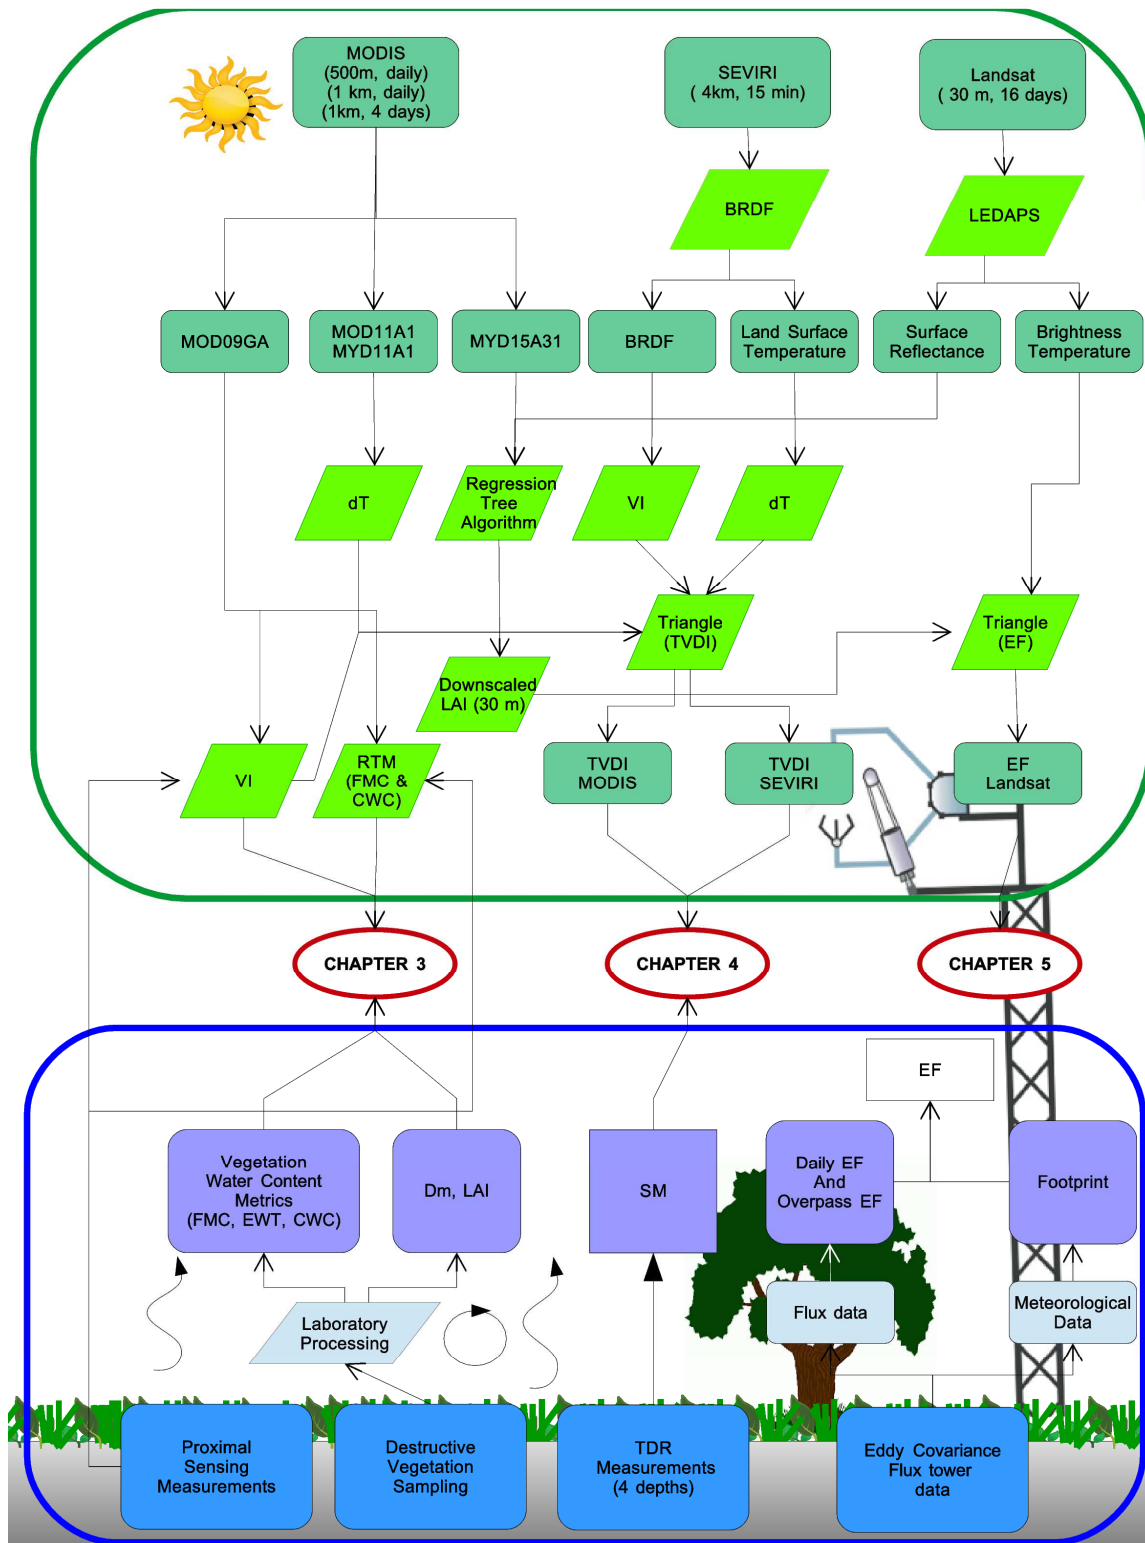 MODIS
(500m, daily)
(1 km, daily)
(1km, 4 days)
SEVIRI
( 4km, 15 min)
Landsat
( 30 m, 16 days)
BRDF
LEDAPS
MOD09GA
MOD11A1
MYD11A1
MYD15A31
BRDF
Land Surface
Temperature
Surface
Reflectance
Brightness
Temperature
dT
Regression
Tree
Algorithm
VI
dT
Triangle
(TVDI)
Triangle
(EF)
Downscaled
LAI (30 m)
VI
RTM
(FMC &
CWC)
TVDI
MODIS
TVDI
SEVIRI
EF
Landsat
CHAPTER 3
CHAPTER 4
CHAPTER 5
EF
Vegetation
Water Content
Metrics
(FMC, EWT, CWC)
Dm, LAI
SM
Daily EF
And
Overpass EF
Footprint
Laboratory
Processing
Flux data
Meteorological
Data
Proximal
Sensing
Measurements
Destructive
Vegetation
Sampling
TDR
Measurements
(4 depths)
Eddy Covariance
Flux tower
data